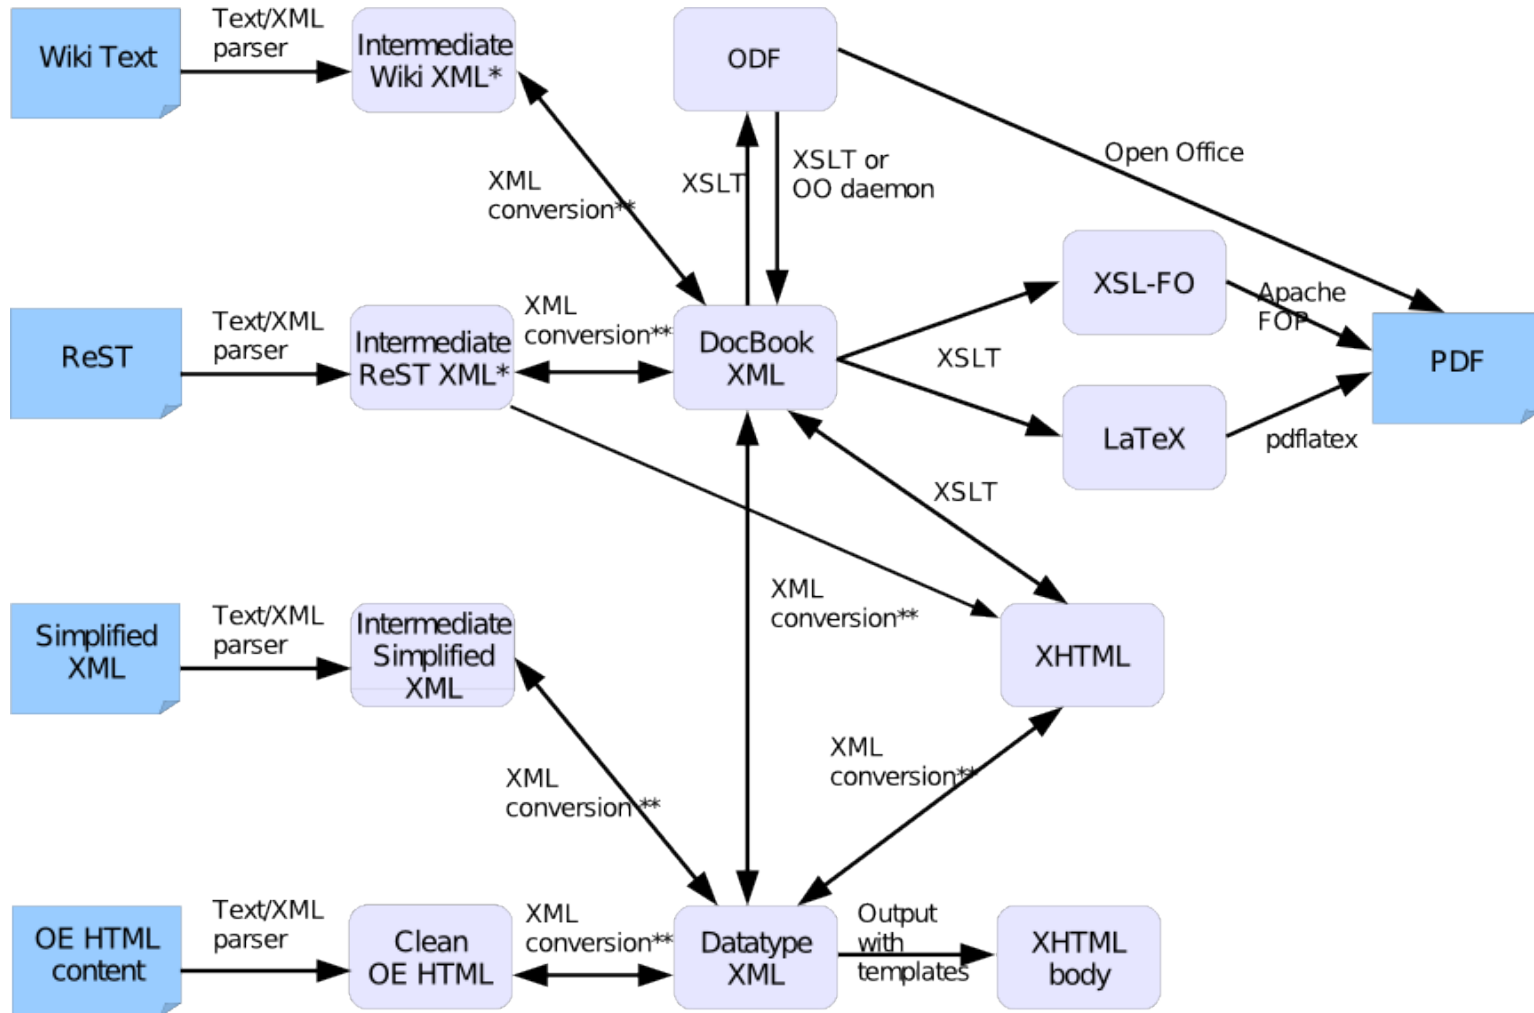 Wiki Text
Text/XML
parser
Intermediate
Wiki XML*
ODF
XML
conversion**
XSLT
XSLT or
OO daemon
Open Office
ReST
Text/XML
parser
Intermediate
ReST XML*
XML
conversion**
DocBook
XML
XSLT
XSL-FO
Apache
FOP
LaTeX
pdflatex
PDF
XSLT
Simplified
XML
Text/XML
parser
Intermediate
Simplified
XML
XML
conversion**
XHTML
XML
conversion**
XML
conversion**
OE HTML
content
Text/XML
parser
Clean
OE HTML
XML
conversion**
Datatype
XML
Output
with
templates
XHTML
body